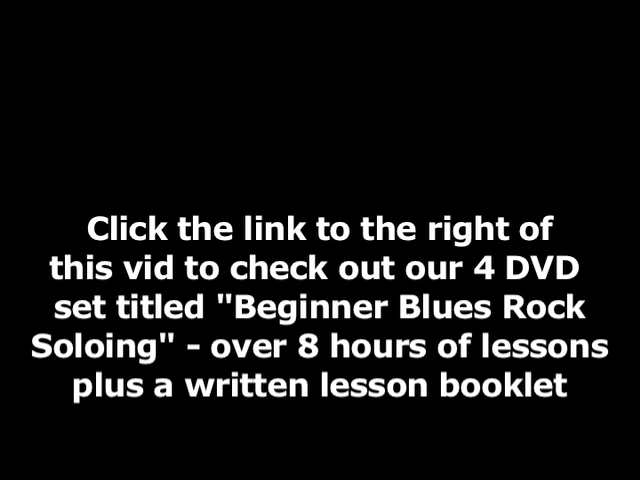 Click the link to the right of
this vid to check out our 4 DVD
set titled "Beginner Blues Rock
Soloing" - over 8 hours of lessons
plus a written lesson booklet